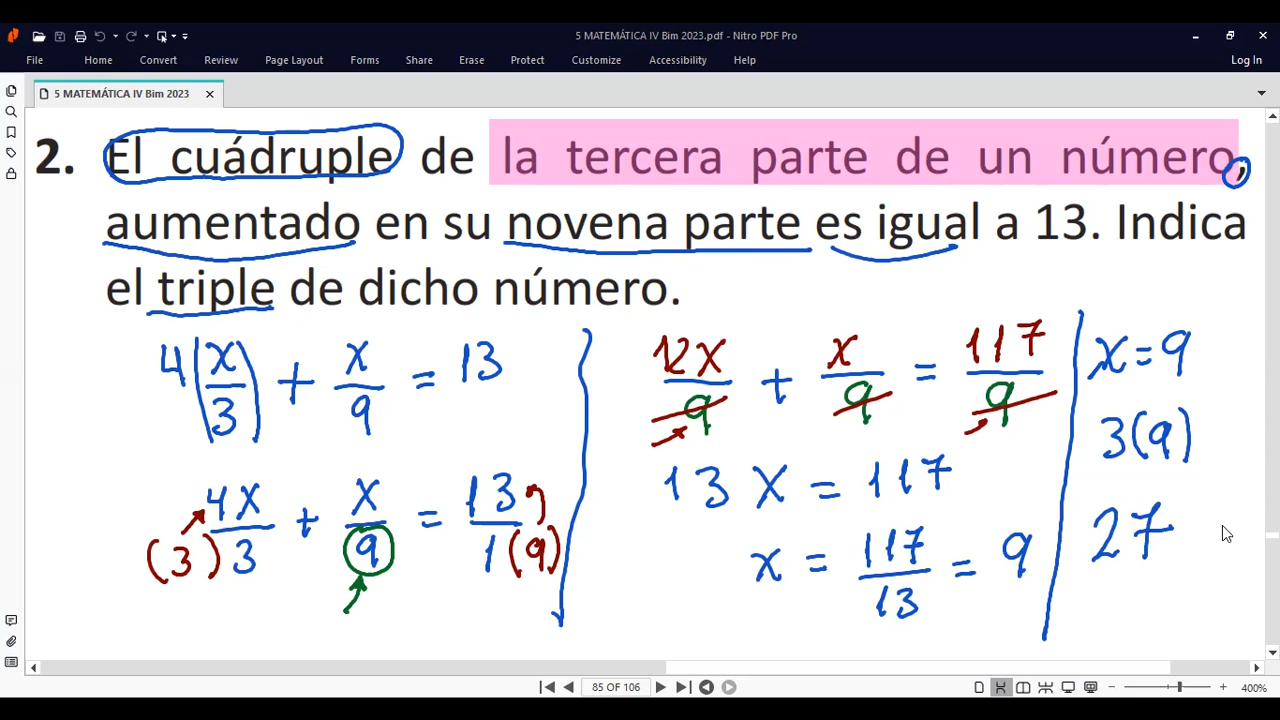 5 MATEMÁTICA IV Bim 2023.pdf - Nitro PDF Pro
File Home Convert Review Page Layout Forms Share Erase Protect Customize Accessibility Help Log In
5 MATEMÁTICA IV Bim 2023
2. El cuádruple de la tercera parte de un número,
aumentado en su novena parte es igual a 13. Indica
el triple de dicho número.
4(x/3) + x/9 = 13
(3) 4x/3 + x/9 = 13/1 (9)
12x/9 + x/9 = 117/9
13x = 117
x = 117/13 = 9
x = 9
3(9)
27
85 OF 106
400%